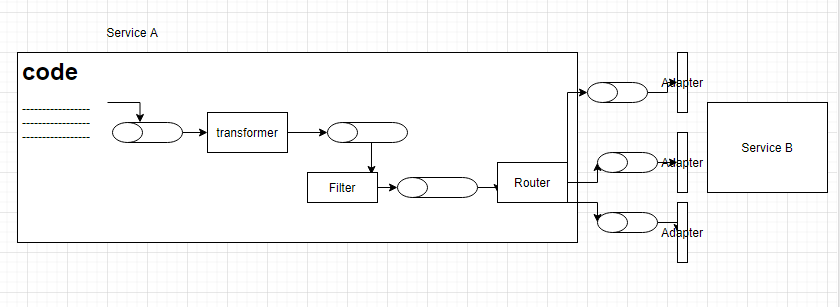 Service A
code
transformer
Filter
Router
Adapter
Adapter
Adapter
Service B